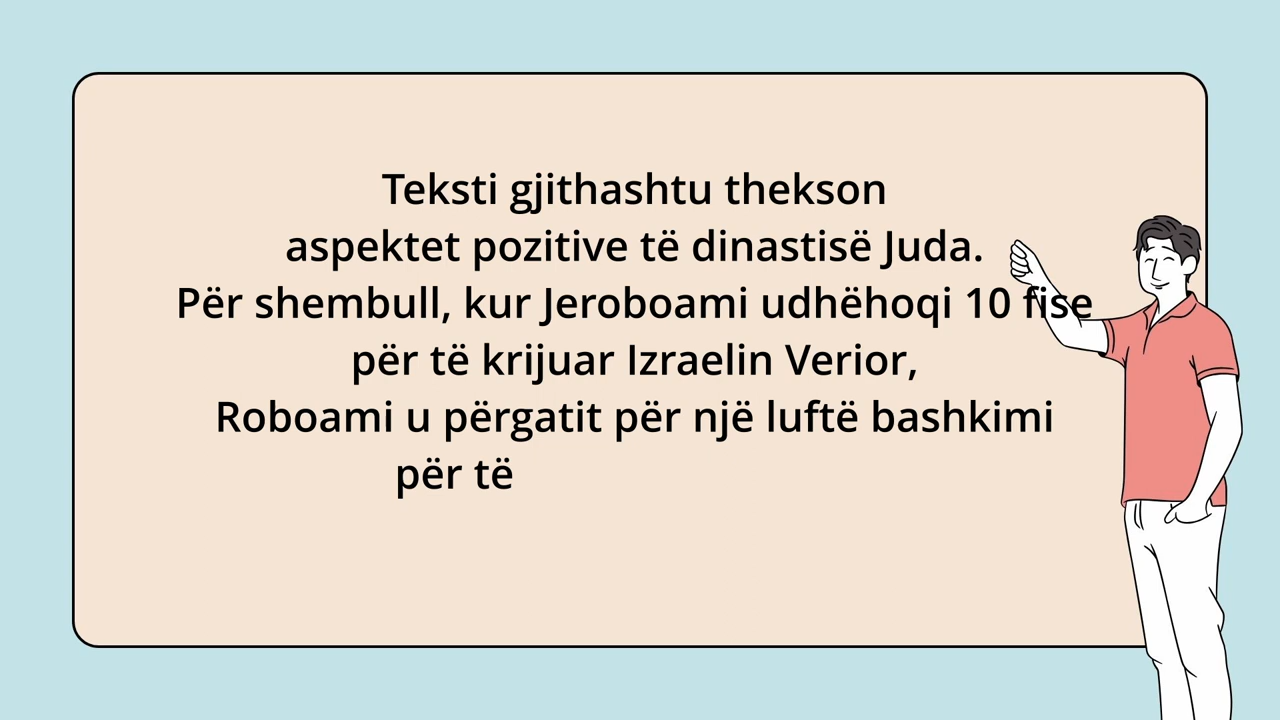 Teksti gjithashtu thekson
aspektet pozitive të dinastisë Juda.
Për shembull, kur Jeroboami udhëhoqi 10 fise
për të krijuar Izraelin Verior,
Roboami u përgatit për një luftë bashkimi
për të